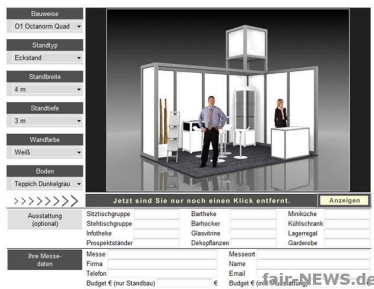 Bauweise
O1 Octanorm Quad
Standtyp
Eckstand
Standbreite
4 m
Standtiefe
3 m
Wandfarbe
Weiß
Boden
Teppich Dunkelgrau
>>>>>>>> Jetzt sind Sie nur noch einen Klick entfernt. Anzeigen
Ausstattung
(optional)
Sitztischgruppe Bartheke Miniküche
Stehtischgruppe Barhocker Kühlschrank
Infotheke Glasvitrine Lagerregal
Prospektständer Dekopflanzen Garderobe
Ihre Messe-
daten
Messe Messeort
Firma Name
Telefon Email
Budget € (nur Standbau) € Budget € (inkl. Ausstattung)
fair-NEWS.de